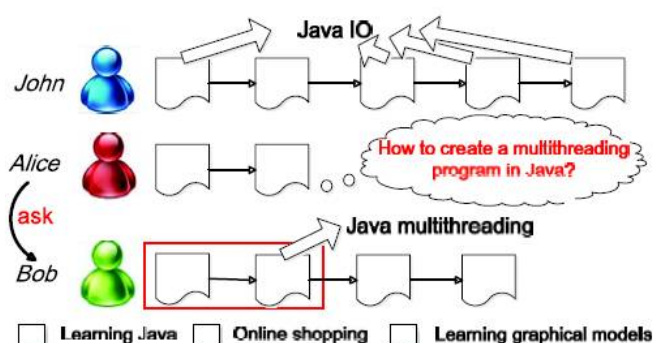 Java IO
John
Alice
How to create a multithreading
program in Java?
ask
Java multithreading
Bob
Learning Java Online shopping Learning graphical models